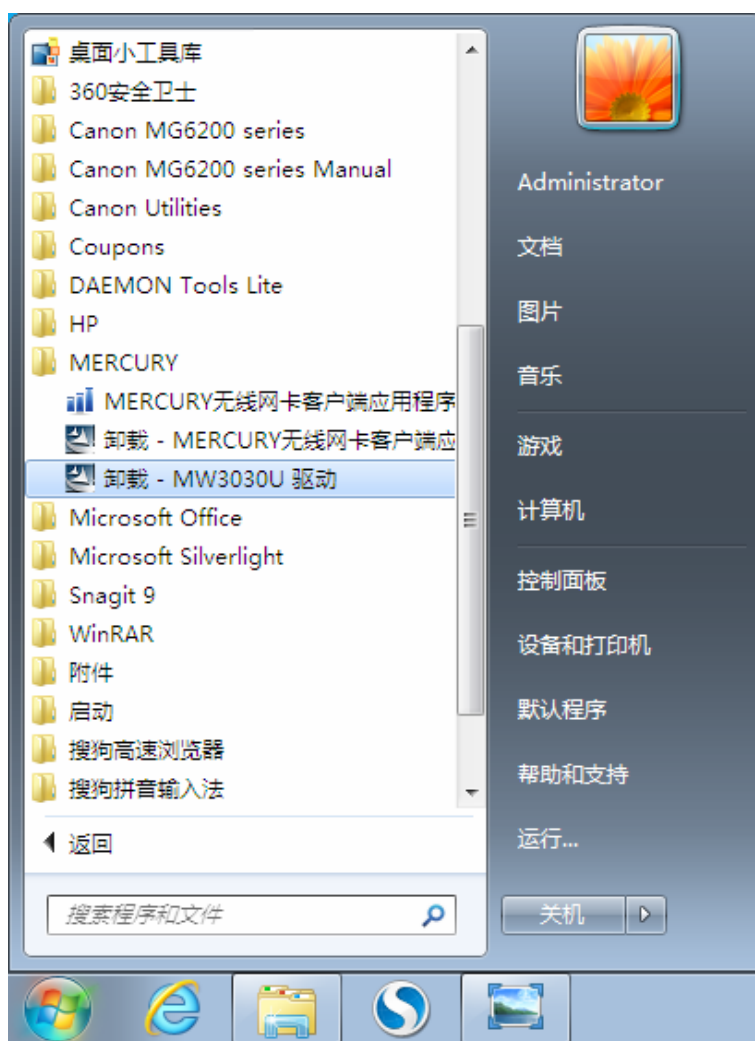 桌面小工具库
360安全卫士
Canon MG6200 series
Canon MG6200 series Manual
Canon Utilities
Coupons
DAEMON Tools Lite
HP
MERCURY
MERCURY无线网卡客户端应用程序
卸载 - MERCURY无线网卡客户端应
卸载 - MW3030U 驱动
Microsoft Office
Microsoft Silverlight
Snagit 9
WinRAR
附件
启动
搜狗高速浏览器
搜狗拼音输入法
返回
搜索程序和文件
Administrator
文档
图片
音乐
游戏
计算机
控制面板
设备和打印机
默认程序
帮助和支持
运行...
关机